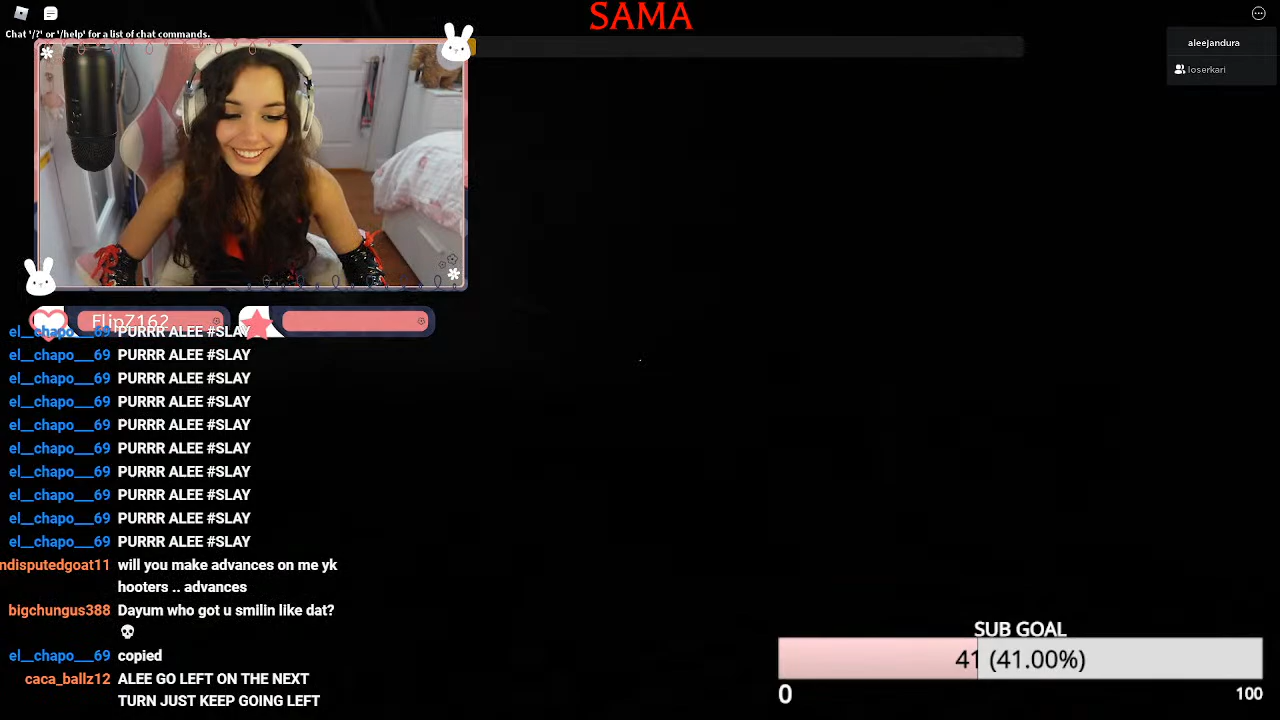 SAMA
Chat '/?' or '/help' for a list of chat commands.
aleejandura
loserkari
FlipZ162
el__chapo___69 PURRR ALEE #SLAY
el__chapo___69 PURRR ALEE #SLAY
el__chapo___69 PURRR ALEE #SLAY
el__chapo___69 PURRR ALEE #SLAY
el__chapo___69 PURRR ALEE #SLAY
el__chapo___69 PURRR ALEE #SLAY
el__chapo___69 PURRR ALEE #SLAY
el__chapo___69 PURRR ALEE #SLAY
el__chapo___69 PURRR ALEE #SLAY
el__chapo___69 PURRR ALEE #SLAY
ndisputedgoat11 will you make advances on me yk
hooters .. advances
bigchungus388 Dayum who got u smilin like dat?
💀
el__chapo___69 copied
caca_ballz12 ALEE GO LEFT ON THE NEXT
TURN JUST KEEP GOING LEFT
SUB GOAL
41 (41.00%)
0
100